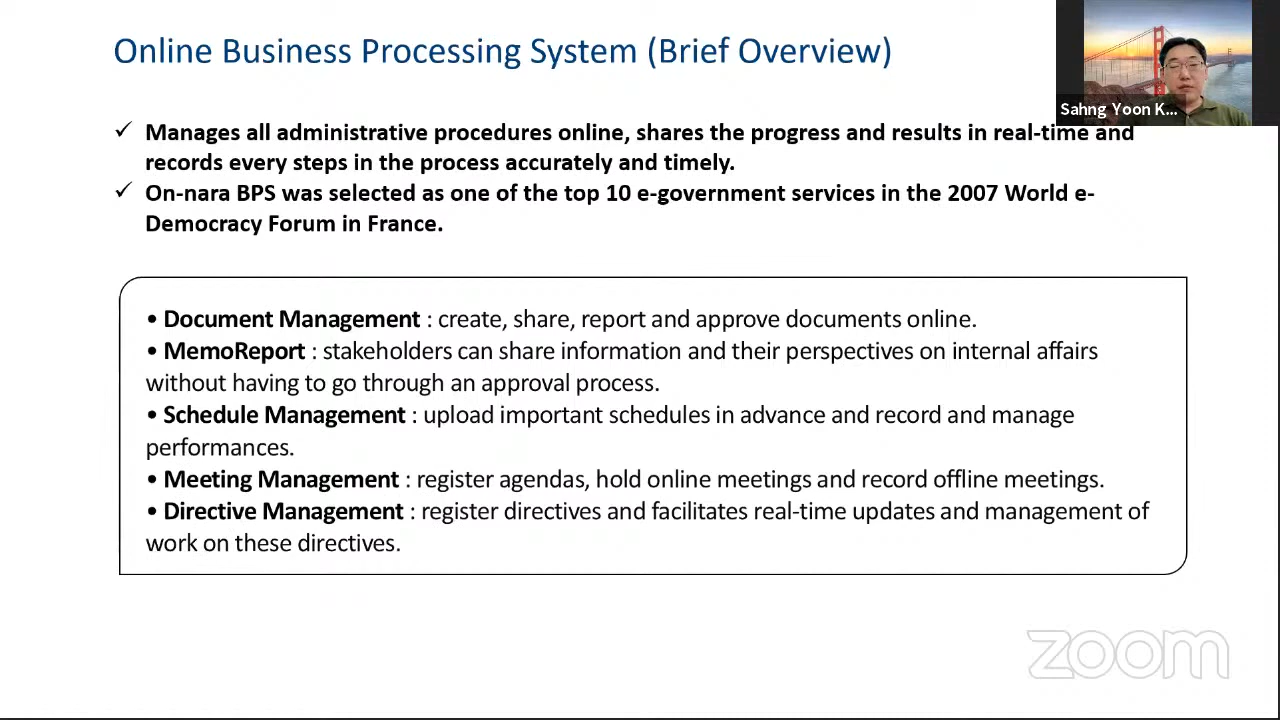 Online Business Processing System (Brief Overview)
Sahng Yoon K...
✓ Manages all administrative procedures online, shares the progress and results in real-time and
records every steps in the process accurately and timely.
✓ On-nara BPS was selected as one of the top 10 e-government services in the 2007 World e-
Democracy Forum in France.
• Document Management : create, share, report and approve documents online.
• MemoReport : stakeholders can share information and their perspectives on internal affairs
without having to go through an approval process.
• Schedule Management : upload important schedules in advance and record and manage
performances.
• Meeting Management : register agendas, hold online meetings and record offline meetings.
• Directive Management : register directives and facilitates real-time updates and management of
work on these directives.
zoom